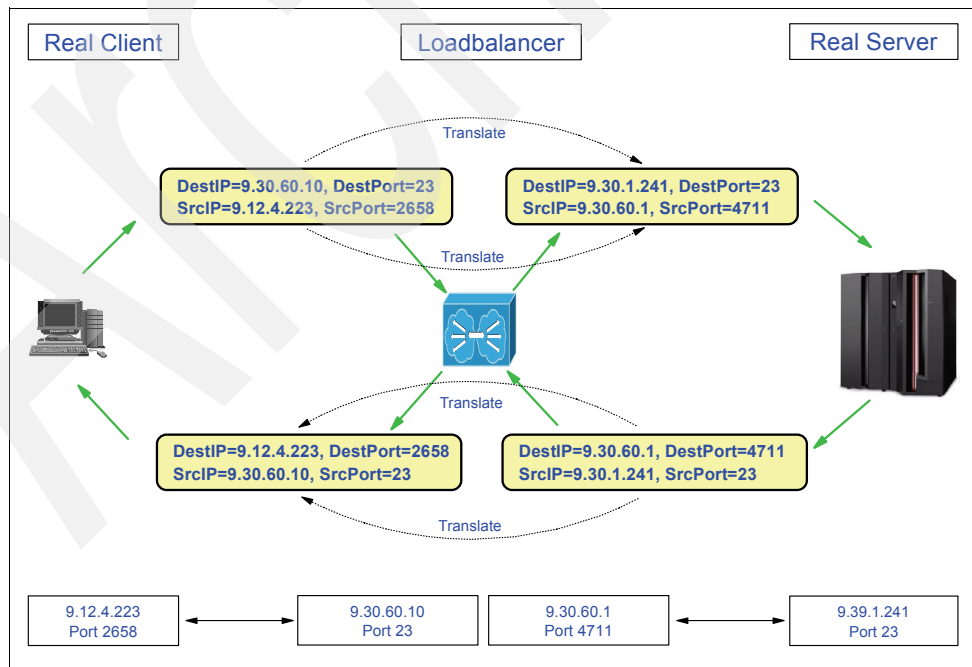 Real Client
Loadbalancer
Real Server
Translate
DestIP=9.30.60.10, DestPort=23
SrcIP=9.12.4.223, SrcPort=2658
DestIP=9.30.1.241, DestPort=23
SrcIP=9.30.60.1, SrcPort=4711
Translate
Translate
DestIP=9.12.4.223, DestPort=2658
SrcIP=9.30.60.10, SrcPort=23
DestIP=9.30.60.1, DestPort=4711
SrcIP=9.30.1.241, SrcPort=23
Translate
9.12.4.223
Port 2658
9.30.60.10
Port 23
9.30.60.1
Port 4711
9.39.1.241
Port 23